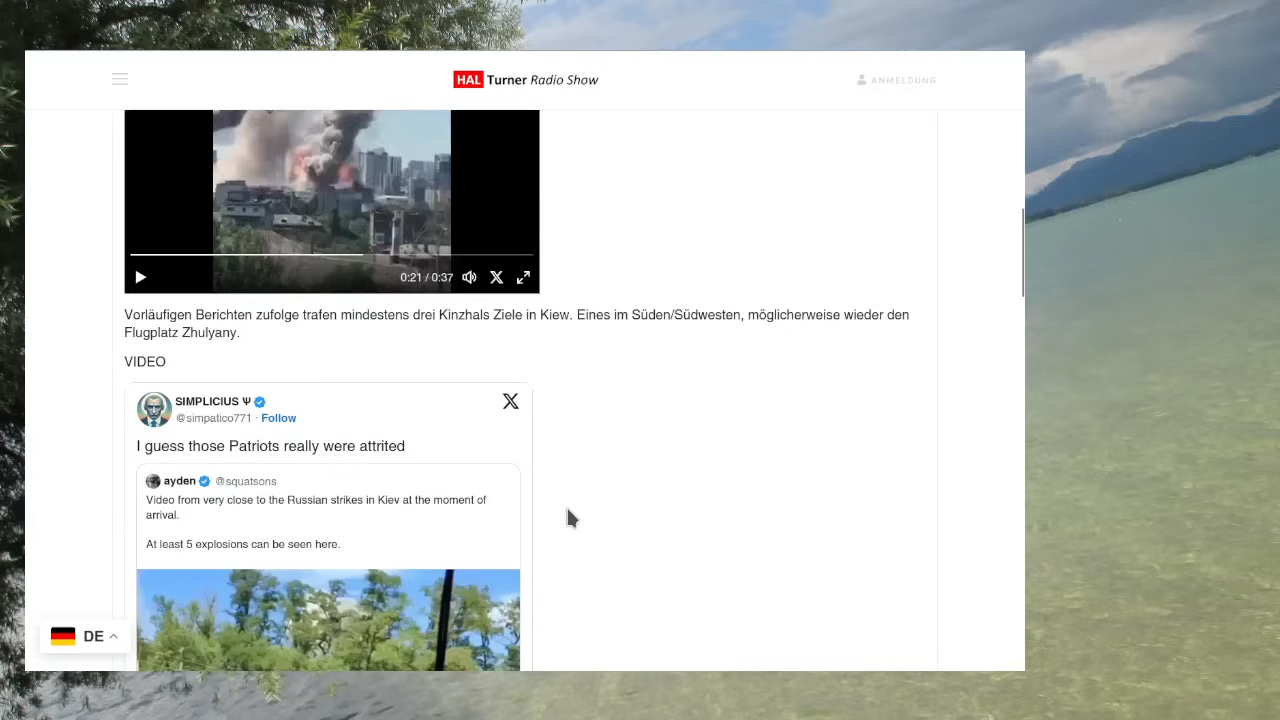 HAL Turner Radio Show
ANMELDUNG
0:21 / 0:37
Vorläufigen Berichten zufolge trafen mindestens drei Kinzhals Ziele in Kiew. Eines im Süden/Südwesten, möglicherweise wieder den
Flugplatz Zhulyany.
VIDEO
SIMPLICIUS Ψ
@simpatico771 · Follow
I guess those Patriots really were attrited
ayden @squatsons
Video from very close to the Russian strikes in Kiev at the moment of
arrival.
At least 5 explosions can be seen here.
DE